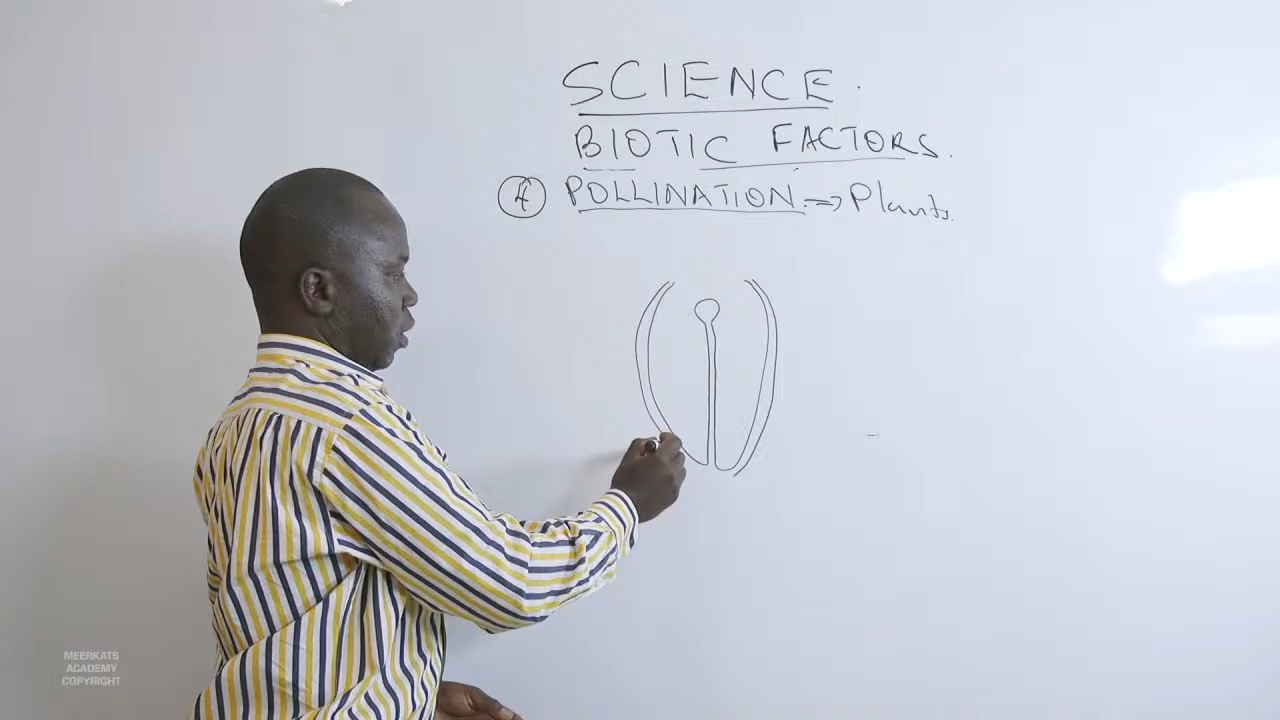 SCIENCE.
BIOTIC FACTORS.
4 POLLINATION. => Plants.
MEERKATS
ACADEMY
COPYRIGHT